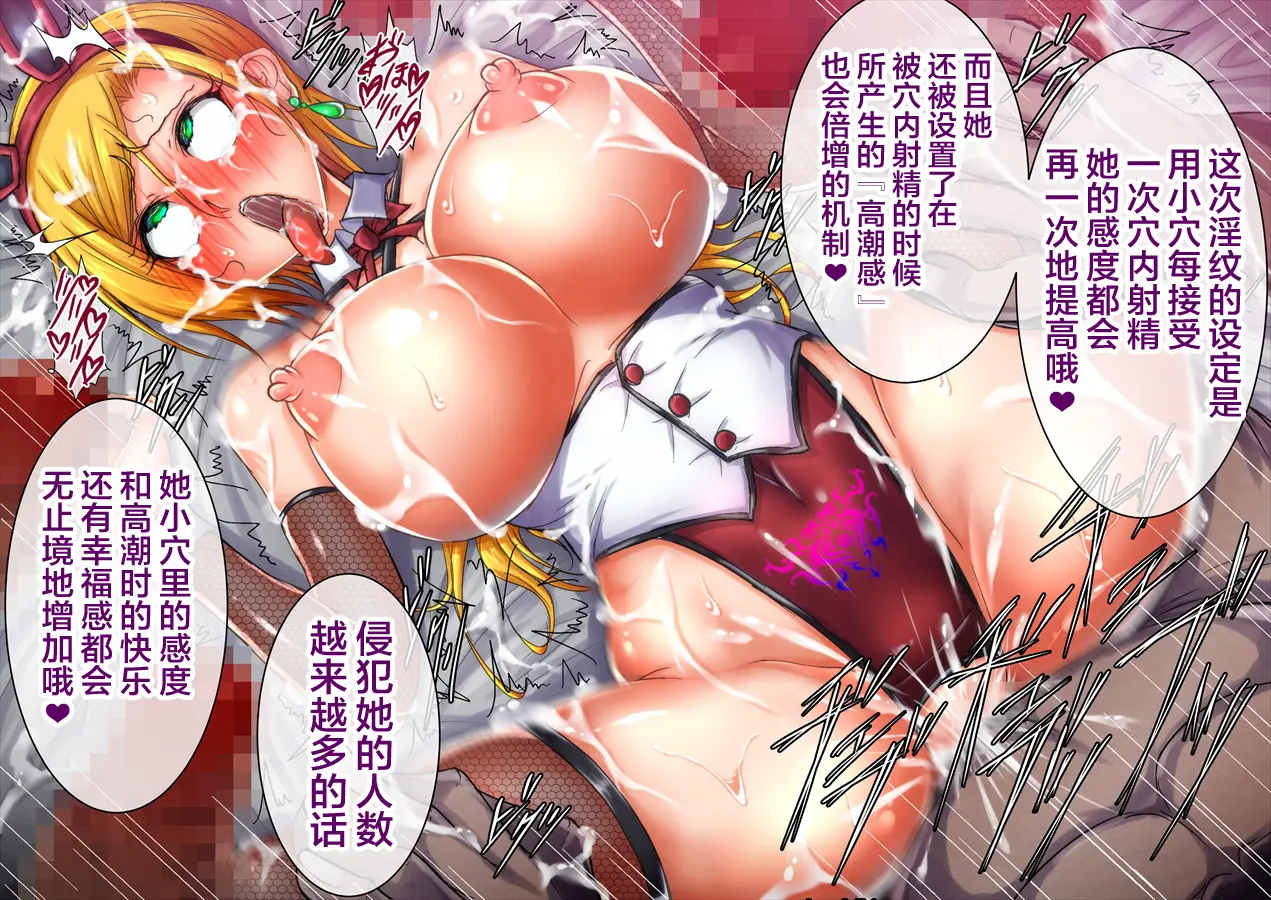 这次淫纹的设定是
用小穴每接受
一次穴内射精
她的感度都会
再一次地提高哦❤
而且她
还被设置了在
被穴内射精的时候
所产生的『高潮感』
也会倍增的机制❤
侵犯她的人数
越来越多的话
她小穴里的感度
和高潮时的快乐
还有幸福感都会
无止境地增加哦❤